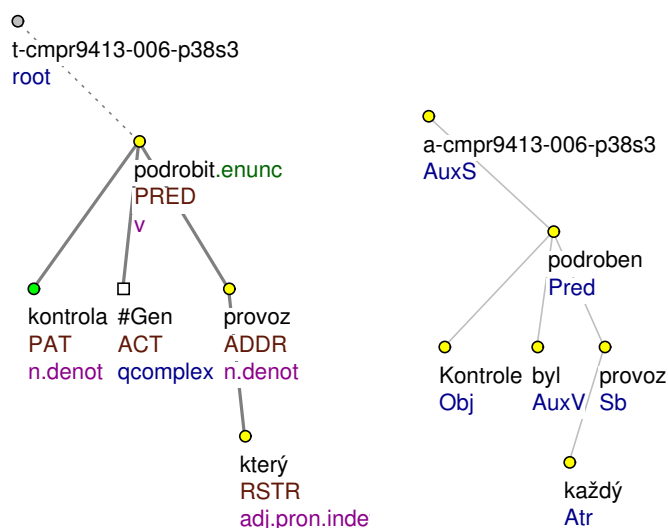 t-cmpr9413-006-p38s3
root
podrobit.enunc
PRED
v
kontrola #Gen provoz
PAT ACT ADDR
n.denot qcomplex n.denot
který
RSTR
adj.pron.inde
a-cmpr9413-006-p38s3
AuxS
podroben
Pred
Kontrole byl provoz
Obj AuxV Sb
každý
Atr